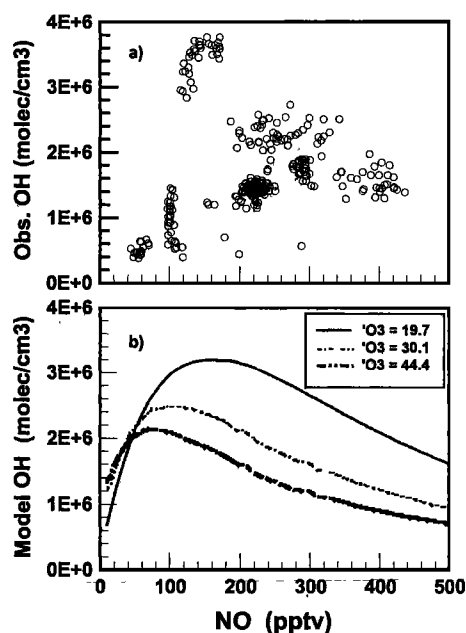 4E+6
a)
3E+6
2E+6
1E+6
0E+0
Obs. OH (molec/cm3)
4E+6
b)
'O3 = 19.7
'O3 = 30.1
'O3 = 44.4
3E+6
2E+6
1E+6
0E+0
Model OH (molec/cm3)
0 100 200 300 400 500
NO (pptv)